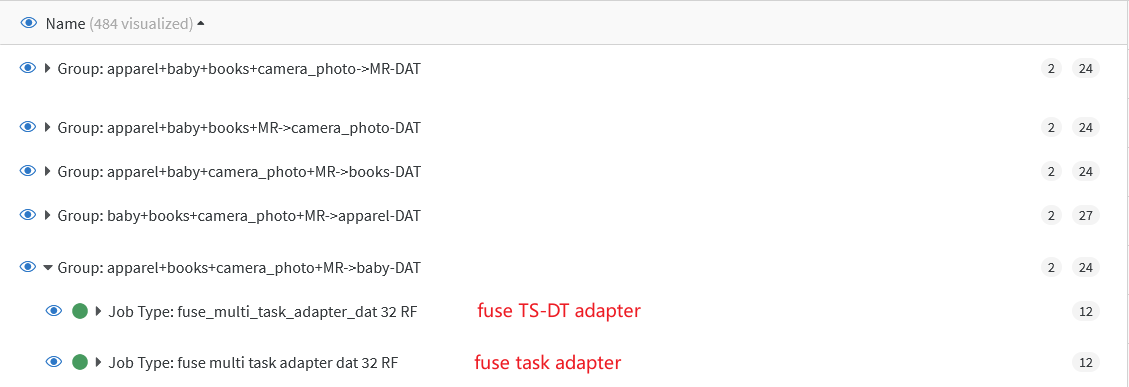 Name (484 visualized)
Group: apparel+baby+books+camera_photo->MR-DAT 2 24
Group: apparel+baby+books+MR->camera_photo-DAT 2 24
Group: apparel+baby+camera_photo+MR->books-DAT 2 24
Group: baby+books+camera_photo+MR->apparel-DAT 2 27
Group: apparel+books+camera_photo+MR->baby-DAT 2 24
Job Type: fuse_multi_task_adapter_dat 32 RF fuse TS-DT adapter 12
Job Type: fuse multi task adapter dat 32 RF fuse task adapter 12